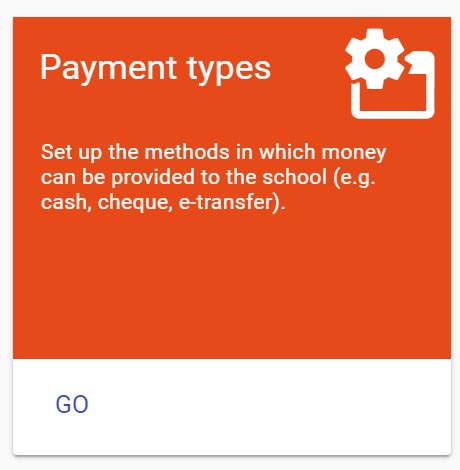 Payment types
Set up the methods in which money
can be provided to the school (e.g.
cash, cheque, e-transfer).
GO